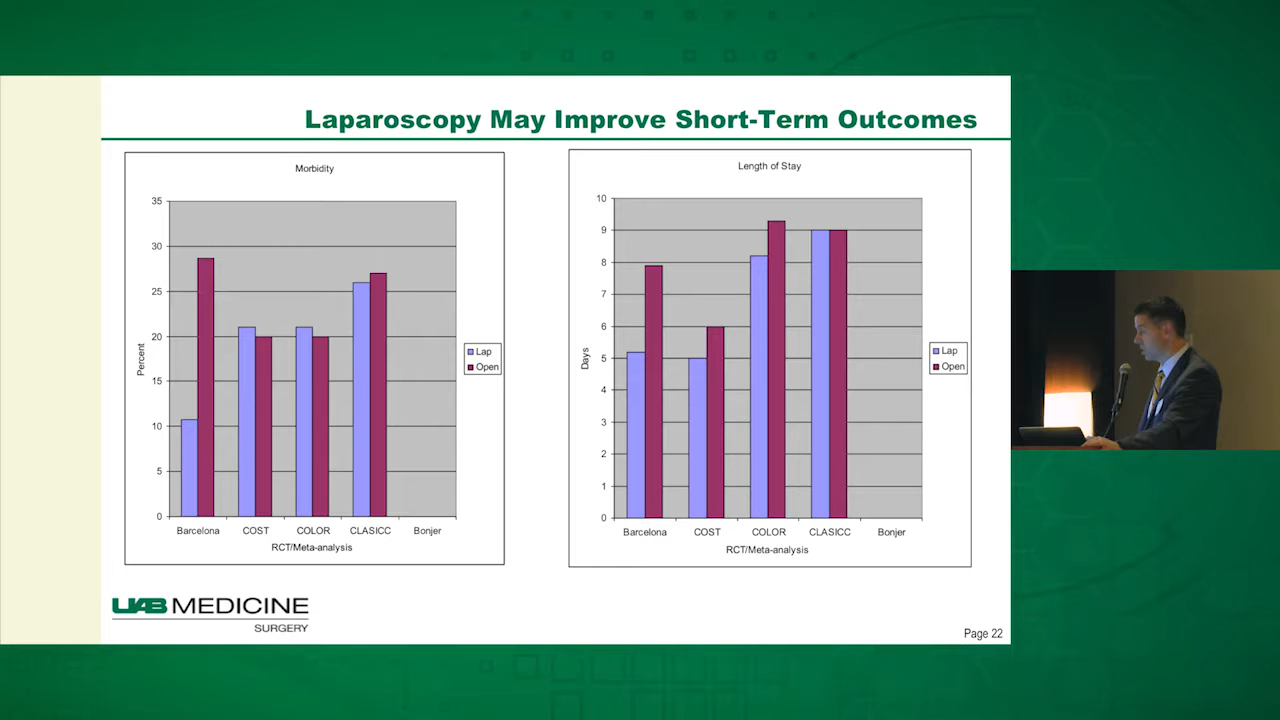 Laparoscopy May Improve Short-Term Outcomes
Morbidity
35
30
25
20
15
10
5
0
Percent
Barcelona COST COLOR CLASICC Bonjer
RCT/Meta-analysis
Lap
Open
Length of Stay
10
9
8
7
6
5
4
3
2
1
0
Days
Barcelona COST COLOR CLASICC Bonjer
RCT/Meta-analysis
Lap
Open
UAB MEDICINE
SURGERY
Page 22